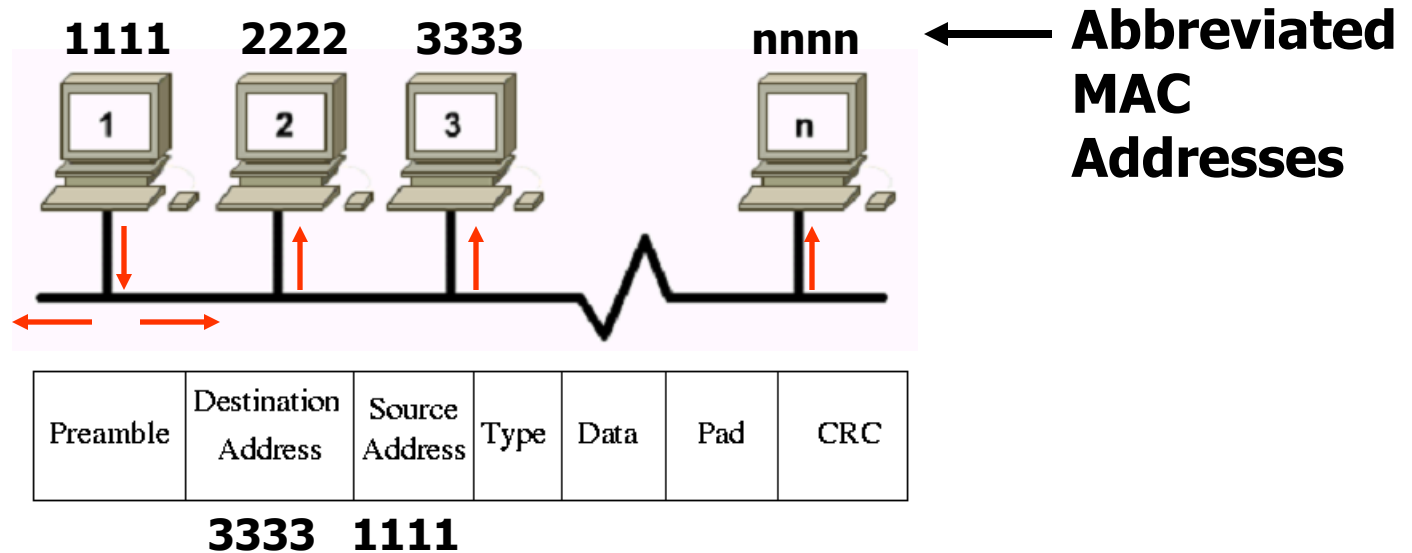 1111 2222 3333 nnnn
Abbreviated
MAC
Addresses
1 2 3 n
Preamble
Destination
Address
Source
Address
Type
Data
Pad
CRC
3333 1111